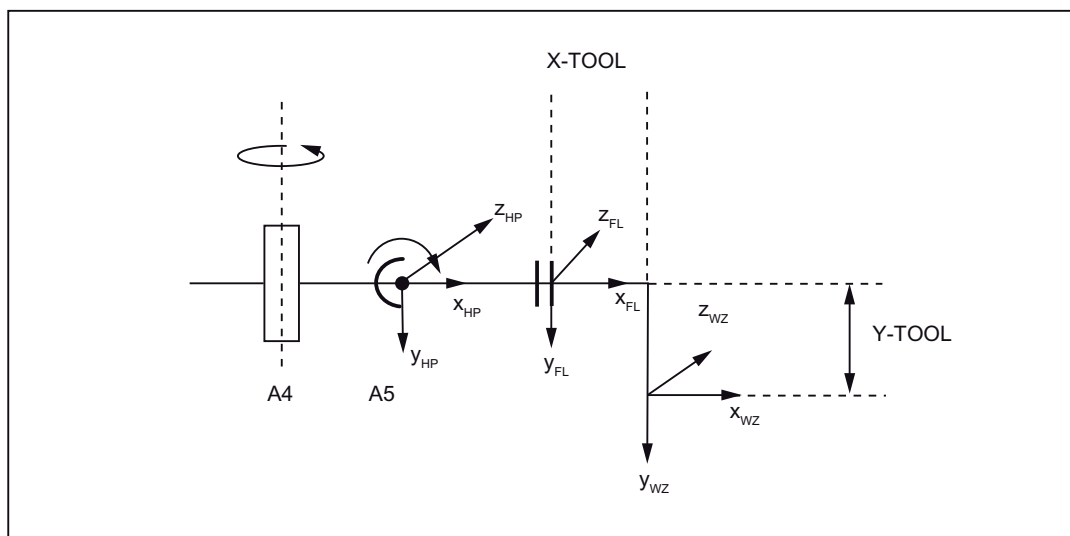 X-TOOL
z_HP
z_FL
x_HP
x_FL
z_WZ
Y-TOOL
y_HP
y_FL
A4
A5
x_WZ
y_WZ